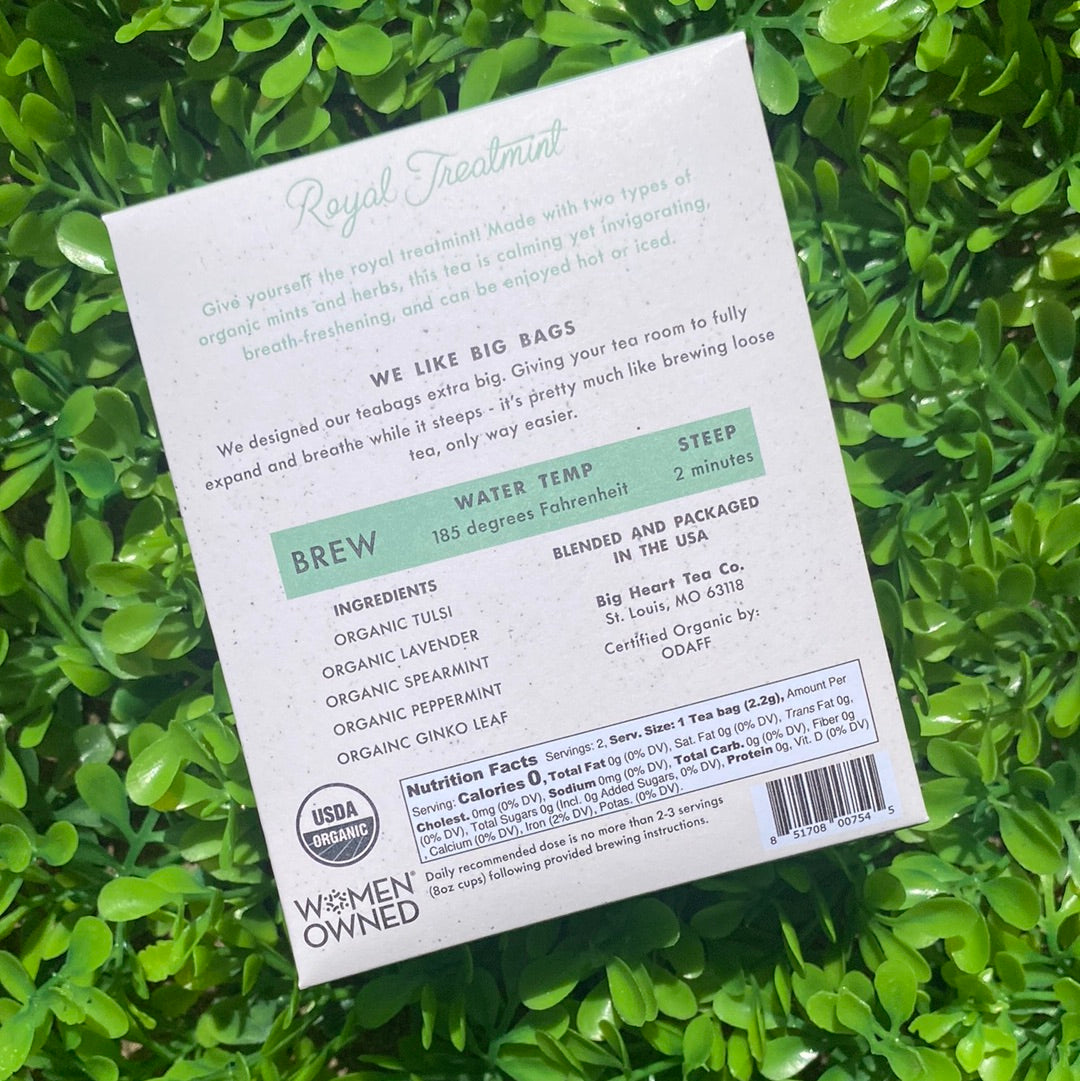 Royal Treatmint
Give yourself the royal treatmint! Made with two types of
organic mints and herbs, this tea is calming yet invigorating,
breath-freshening, and can be enjoyed hot or iced.
WE LIKE BIG BAGS
We designed our teabags extra big. Giving your tea room to fully
expand and breathe while it steeps - it's pretty much like brewing loose
tea, only way easier.
BREW
WATER TEMP
185 degrees Fahrenheit
STEEP
2 minutes
INGREDIENTS
ORGANIC TULSI
ORGANIC LAVENDER
ORGANIC SPEARMINT
ORGANIC PEPPERMINT
ORGAINC GINKO LEAF
BLENDED AND PACKAGED
IN THE USA
Big Heart Tea Co.
St. Louis, MO 63118
Certified Organic by:
ODAFF
Nutrition Facts Servings: 2, Serv. Size: 1 Tea bag (2.2g), Amount Per
Serving: Calories 0, Total Fat 0g (0% DV), Sat. Fat 0g (0% DV), Trans Fat 0g,
Cholest. 0mg (0% DV), Sodium 0mg (0% DV), Total Carb. 0g (0% DV), Fiber 0g
(0% DV), Total Sugars 0g (Incl. 0g Added Sugars, 0% DV), Protein 0g, Vit. D (0% DV)
, Calcium (0% DV), Iron (2% DV), Potas. (0% DV).
Daily recommended dose is no more than 2-3 servings
(8oz cups) following provided brewing instructions.
USDA
ORGANIC
WOMEN
OWNED
8 51708 00754 5